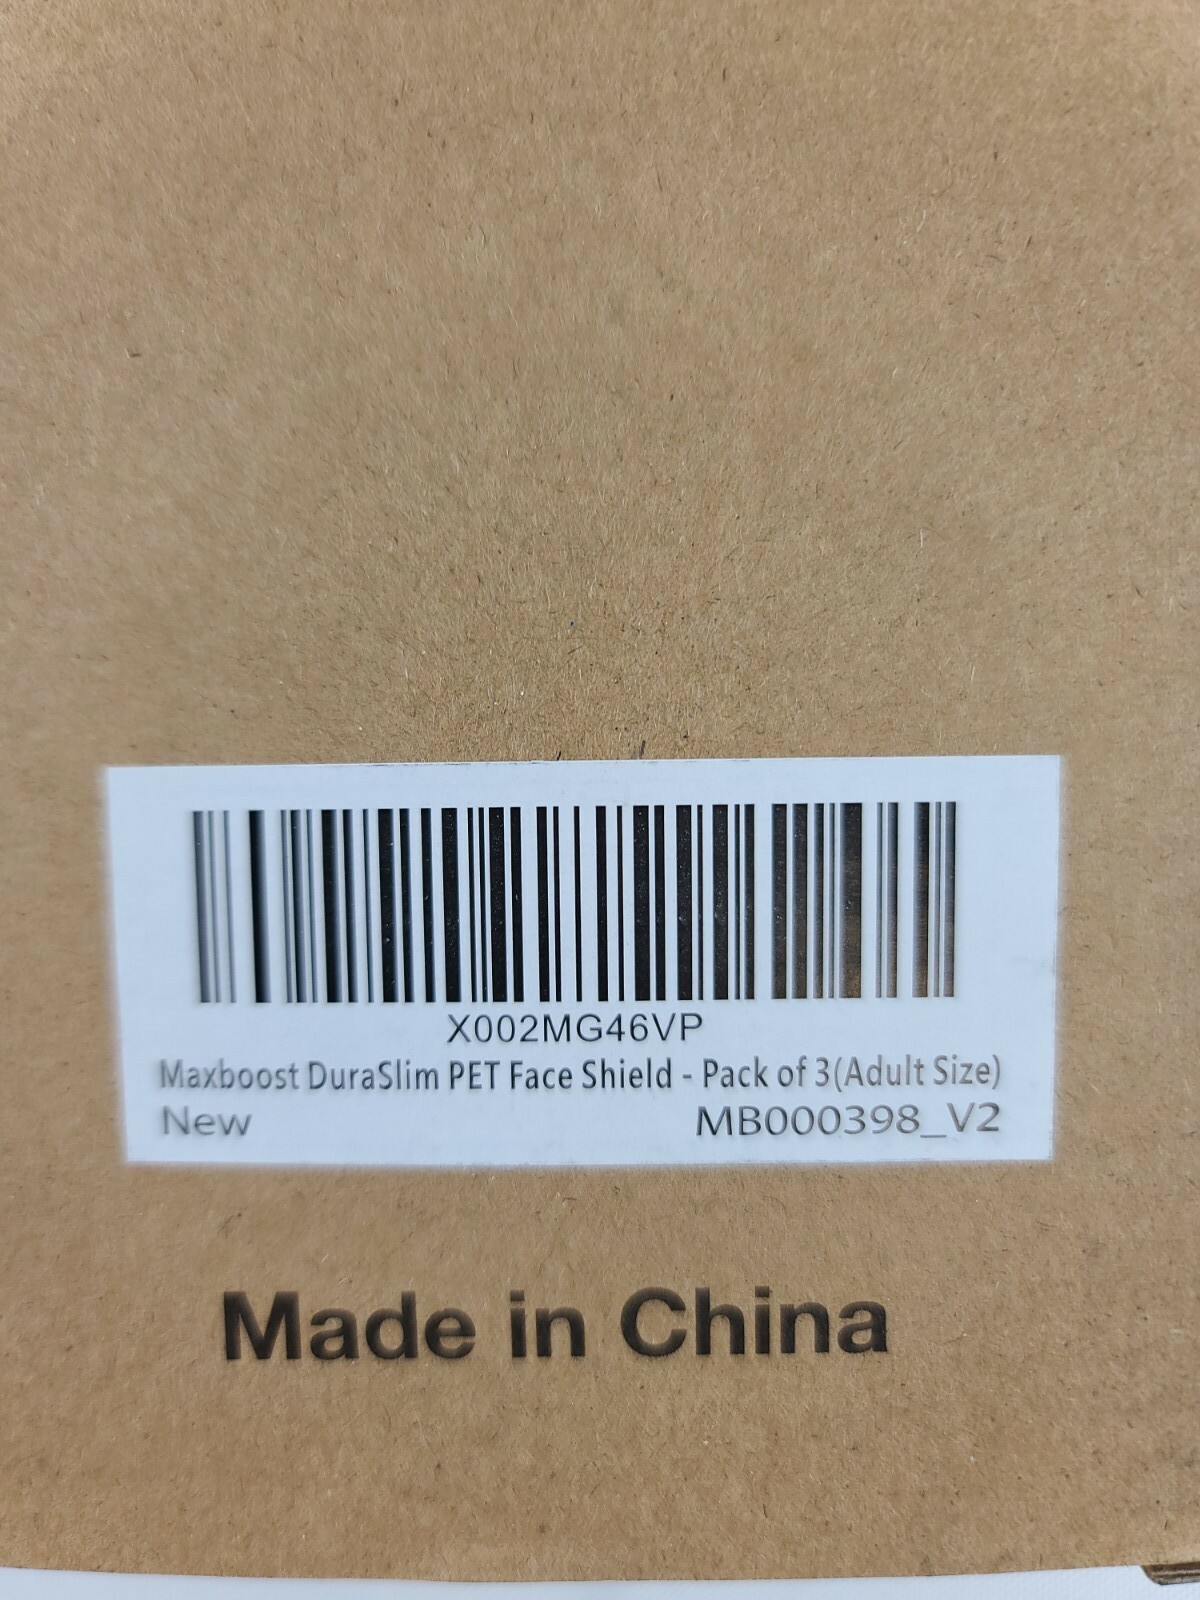 X002MG46VP
Maxboost DuraSlim PET Face Shield - Pack of 3(Adult Size)
New MB000398_V2
Made in China